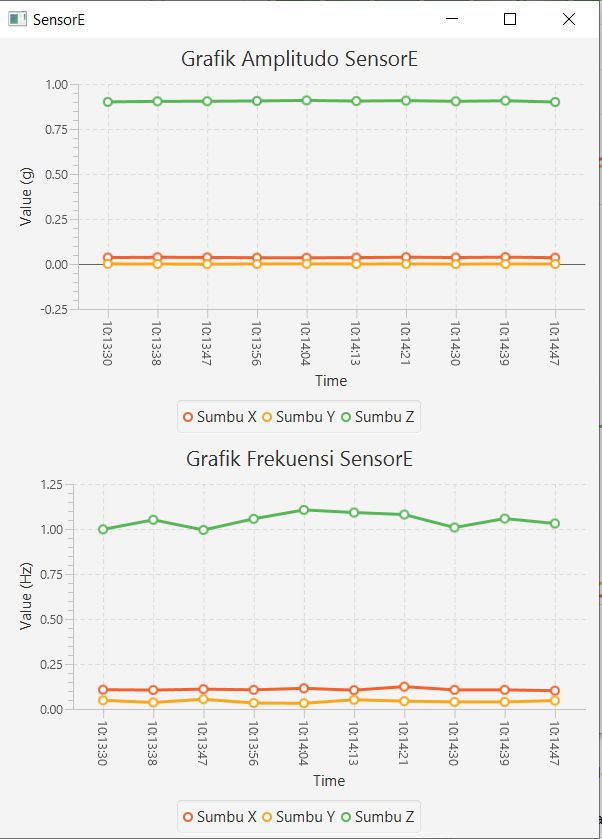 SensorE
Grafik Amplitudo SensorE
1.00
0.75
0.50
0.25
0.00
-0.25
Value (g)
10:13:30 10:13:38 10:13:47 10:13:56 10:14:04 10:14:13 10:14:21 10:14:30 10:14:39 10:14:47
Time
Sumbu X Sumbu Y Sumbu Z
Grafik Frekuensi SensorE
1.25
1.00
0.75
0.50
0.25
0.00
Value (Hz)
10:13:30 10:13:38 10:13:47 10:13:56 10:14:04 10:14:13 10:14:21 10:14:30 10:14:39 10:14:47
Time
Sumbu X Sumbu Y Sumbu Z